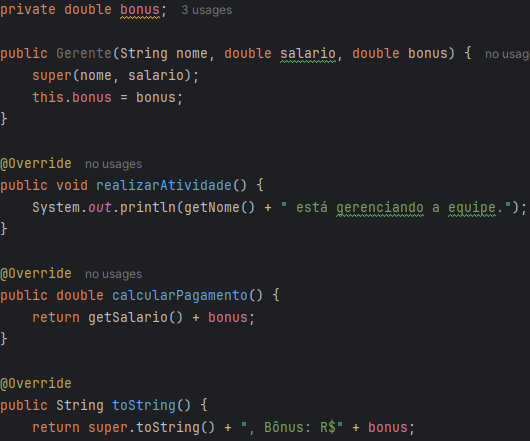 private double bonus; 3 usages
public Gerente(String nome, double salario, double bonus) { no usag
super(nome, salario);
this.bonus = bonus;
}
@Override no usages
public void realizarAtividade() {
System.out.println(getNome() + " está gerenciando a equipe.");
}
@Override no usages
public double calcularPagamento() {
return getSalario() + bonus;
}
@Override
public String toString() {
return super.toString() + ", Bônus: R$" + bonus;